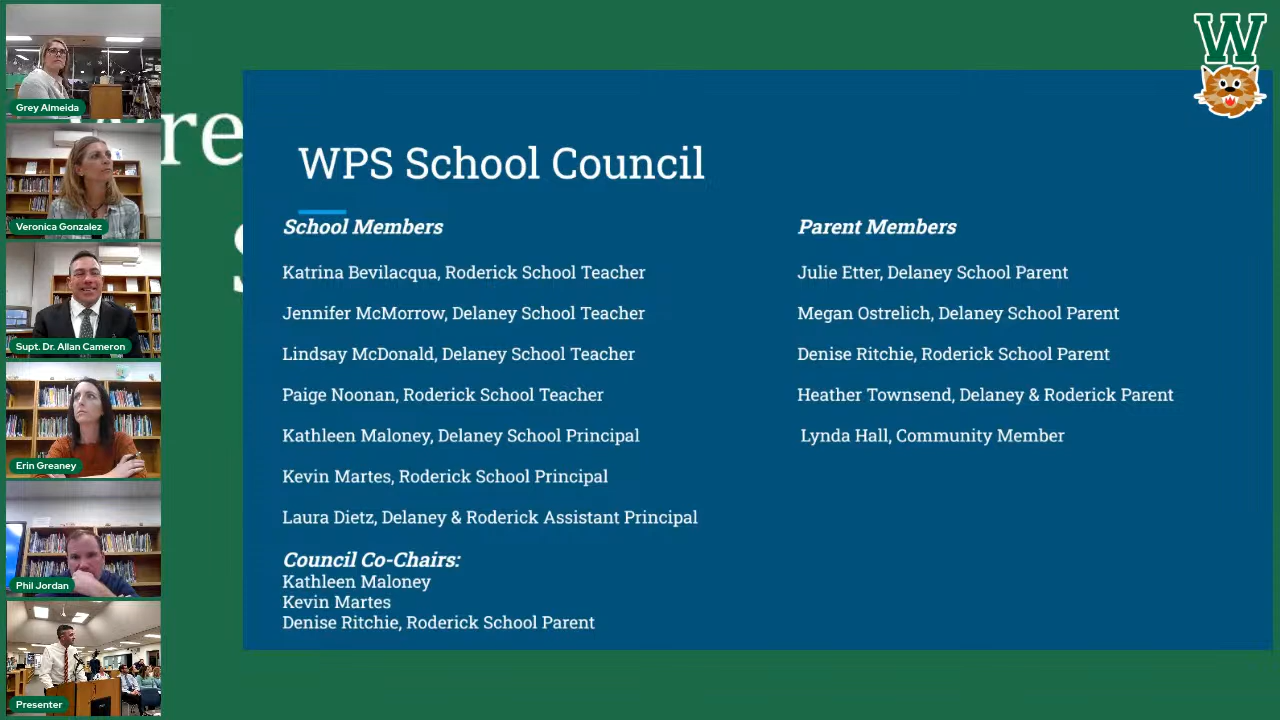 Grey Almeida
Veronica Gonzalez
Supt. Dr. Allan Cameron
Erin Greaney
Phil Jordan
Presenter
W
WPS School Council
School Members
Katrina Bevilacqua, Roderick School Teacher
Jennifer McMorrow, Delaney School Teacher
Lindsay McDonald, Delaney School Teacher
Paige Noonan, Roderick School Teacher
Kathleen Maloney, Delaney School Principal
Kevin Martes, Roderick School Principal
Laura Dietz, Delaney & Roderick Assistant Principal
Council Co-Chairs:
Kathleen Maloney
Kevin Martes
Denise Ritchie, Roderick School Parent
Parent Members
Julie Etter, Delaney School Parent
Megan Ostrelich, Delaney School Parent
Denise Ritchie, Roderick School Parent
Heather Townsend, Delaney & Roderick Parent
Lynda Hall, Community Member